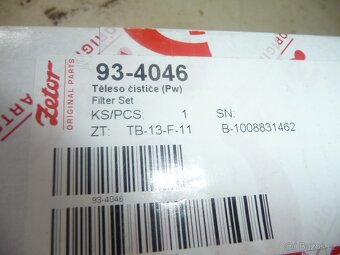 Zetor
ORIGINAL PARTS
93-4046
Těleso čističe (Pw)
Filter Set
KS/PCS: 1 SN:
ZT: TB-13-F-11 B-1008831462
93-4046